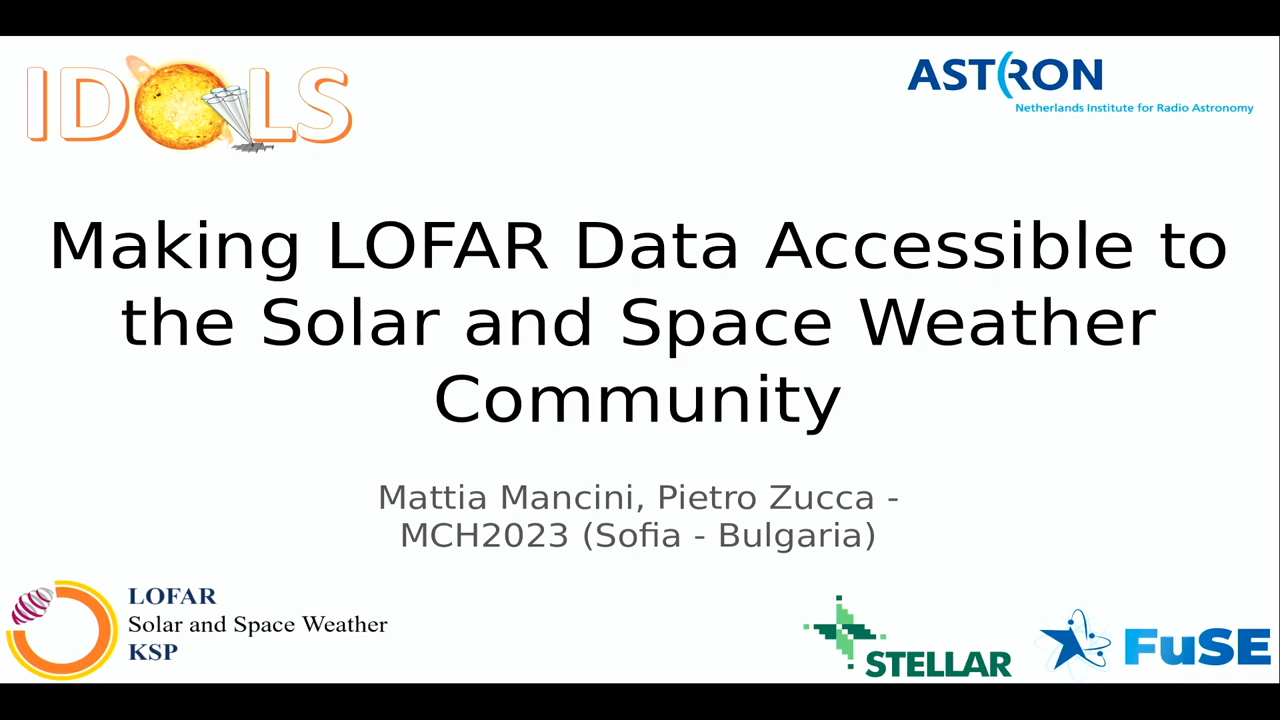 IDOLS
ASTRON
Netherlands Institute for Radio Astronomy
Making LOFAR Data Accessible to
the Solar and Space Weather
Community
Mattia Mancini, Pietro Zucca -
MCH2023 (Sofia - Bulgaria)
LOFAR
Solar and Space Weather
KSP
STELLAR
FuSE